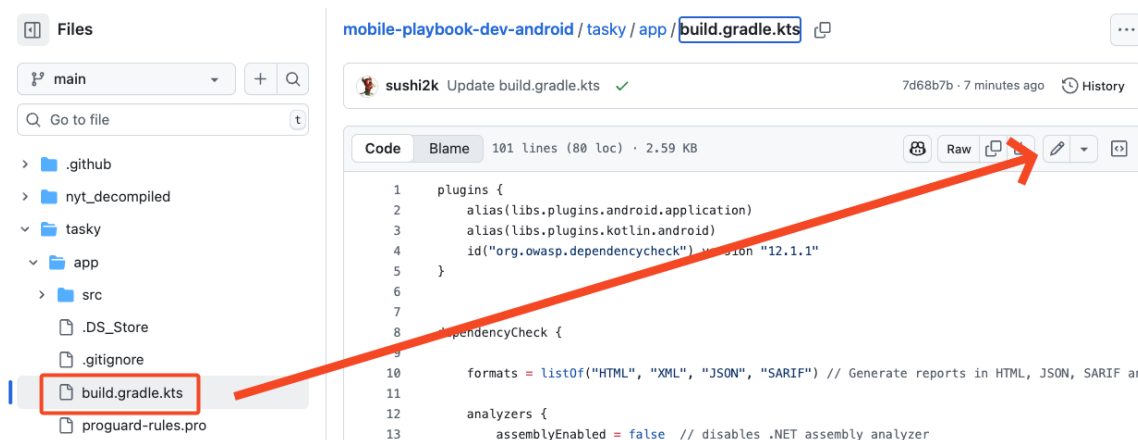 Files
main
Go to file
t
.github
nyt_decompiled
tasky
app
src
.DS_Store
.gitignore
build.gradle.kts
proguard-rules.pro
mobile-playbook-dev-android / tasky / app / build.gradle.kts
sushi2k Update build.gradle.kts
7d68b7b · 7 minutes ago
History
Code Blame 101 lines (80 loc) · 2.59 KB
Raw
1 plugins {
2 alias(libs.plugins.android.application)
3 alias(libs.plugins.kotlin.android)
4 id("org.owasp.dependencycheck") version "12.1.1"
5 }
6
7
8 dependencyCheck {
9
10 formats = listOf("HTML", "XML", "JSON", "SARIF") // Generate reports in HTML, JSON, SARIF
11
12 analyzers {
13 assemblyEnabled = false // disables .NET assembly analyzer